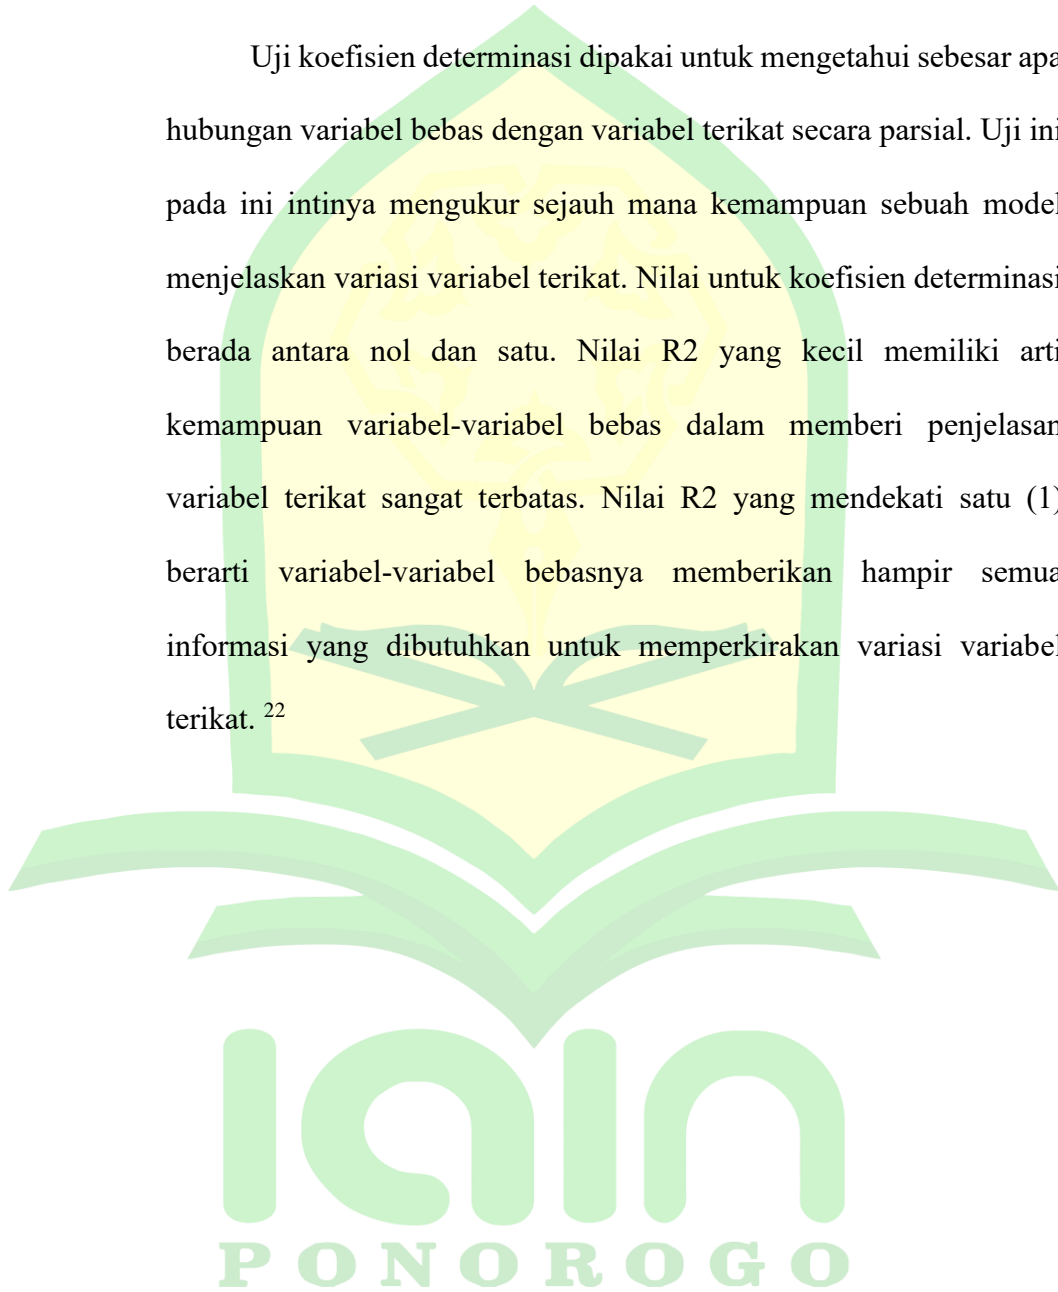 Uji koefisien determinasi dipakai untuk mengetahui sebesar apa
hubungan variabel bebas dengan variabel terikat secara parsial. Uji ini
pada ini intinya mengukur sejauh mana kemampuan sebuah model
menjelaskan variasi variabel terikat. Nilai untuk koefisien determinasi
berada antara nol dan satu. Nilai R2 yang kecil memiliki arti
kemampuan variabel-variabel bebas dalam memberi penjelasan
variabel terikat sangat terbatas. Nilai R2 yang mendekati satu (1)
berarti variabel-variabel bebasnya memberikan hampir semua
informasi yang dibutuhkan untuk memperkirakan variasi variabel
terikat. 22
iain
PONOROGO